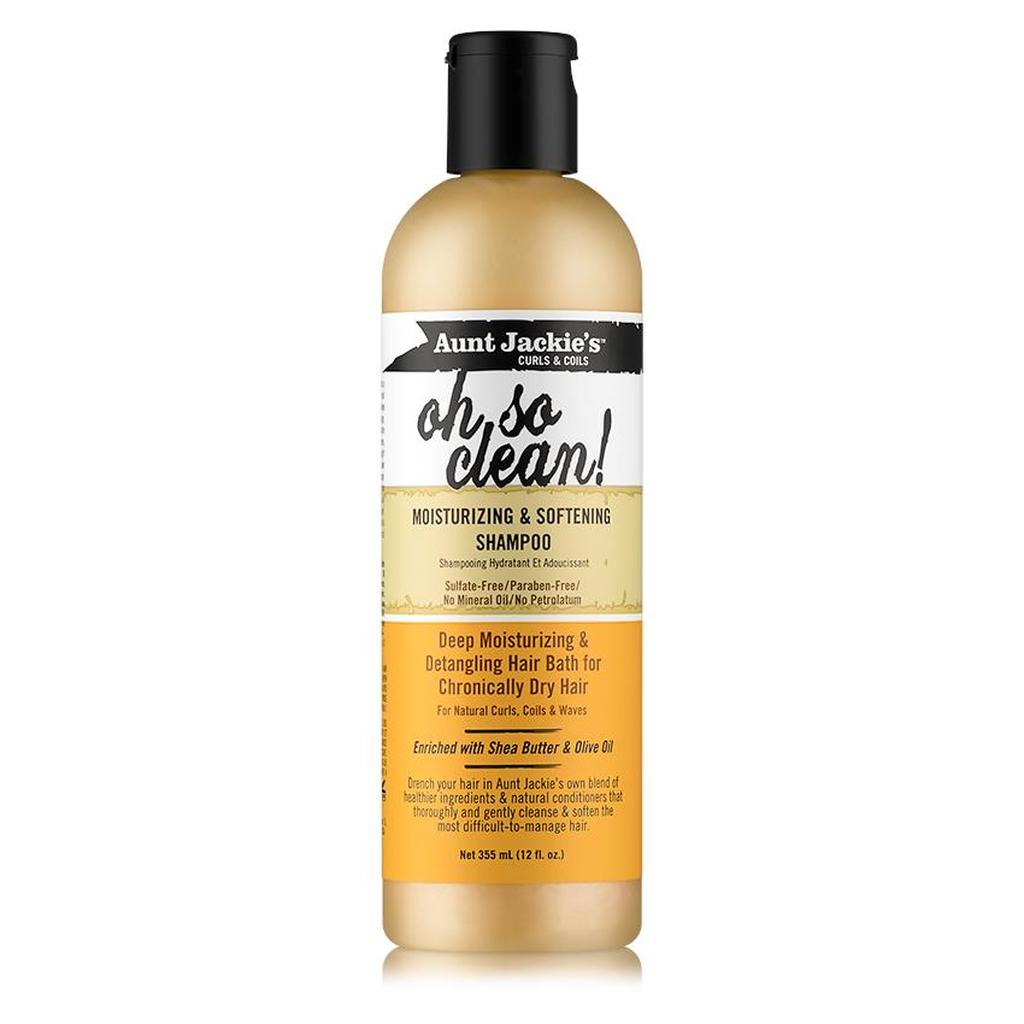 Aunt Jackie's™
CURLS & COILS
oh so
clean!
MOISTURIZING & SOFTENING
SHAMPOO
Shampooing Hydratant Et Adoucissant
Sulfate-Free/Paraben-Free/
No Mineral Oil/No Petrolatum
Deep Moisturizing &
Detangling Hair Bath for
Chronically Dry Hair
For Natural Curls, Coils & Waves
Enriched with Shea Butter & Olive Oil
Drench your hair in Aunt Jackie's own blend of
healthier ingredients & natural conditioners that
thoroughly and gently cleanse & soften the
most difficult-to-manage hair.
Net 355 mL (12 fl. oz.)